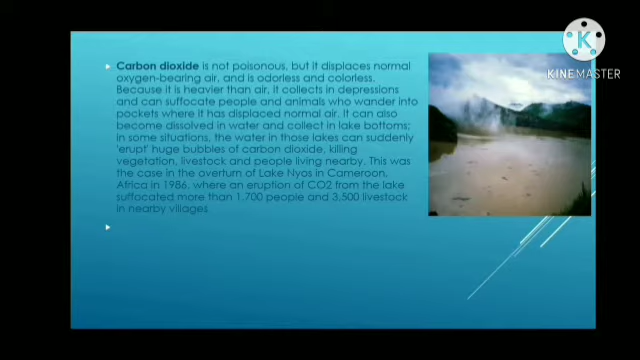 Carbon dioxide is not poisonous, but it displaces normal
oxygen-bearing air, and is odorless and colorless.
Because it is heavier than air, it collects in depressions
and can suffocate people and animals who wander into
pockets where it has displaced normal air. It can also
become dissolved in water and collect in lake bottoms;
in some situations, the water in those lakes can suddenly
'erupt' huge bubbles of carbon dioxide, killing
vegetation, livestock and people living nearby. This was
the case in the overturn of Lake Nyos in Cameroon,
Africa in 1986, where an eruption of CO2 from the lake
suffocated more than 1,700 people and 3,500 livestock
in nearby villages
KINEMASTER